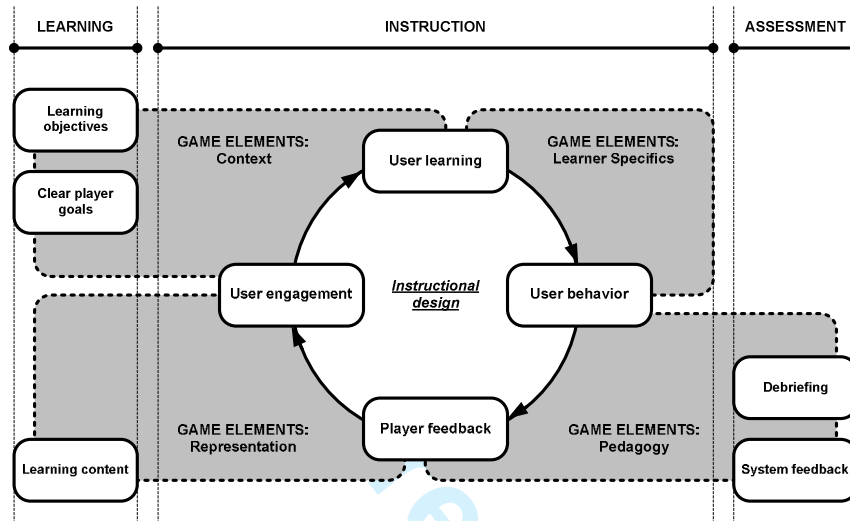 LEARNING
INSTRUCTION
ASSESSMENT
Learning
objectives
GAME ELEMENTS:
Context
User learning
GAME ELEMENTS:
Learner Specifics
Clear player
goals
User engagement
Instructional
design
User behavior
Debriefing
GAME ELEMENTS:
Representation
Player feedback
GAME ELEMENTS:
Pedagogy
Learning content
System feedback